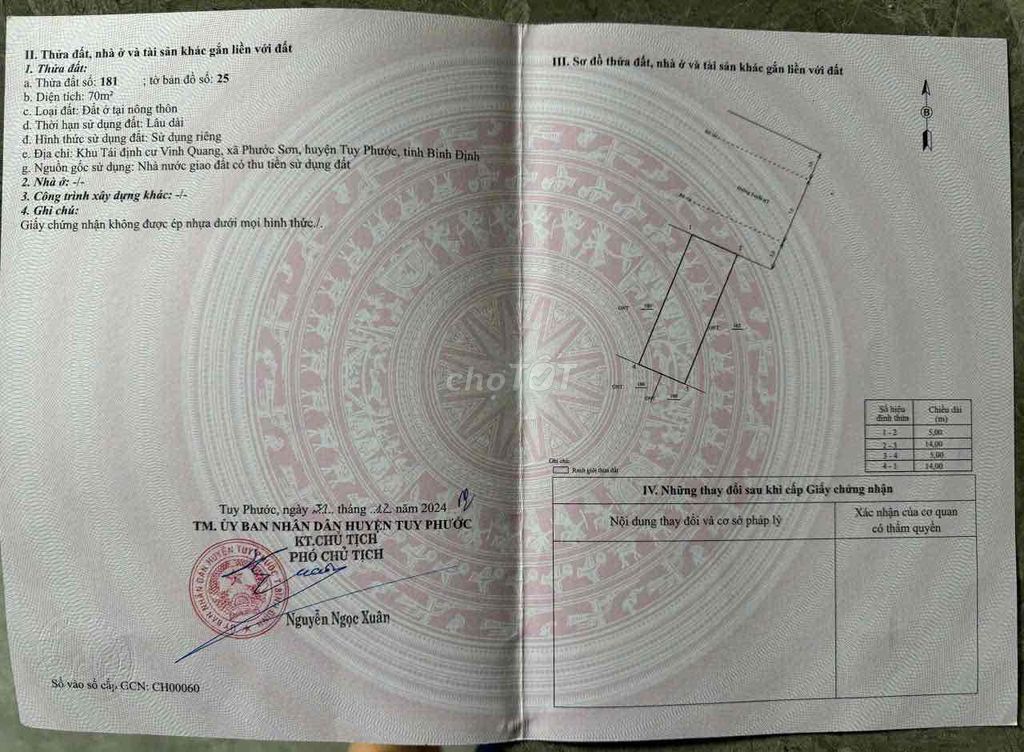 II. Thửa đất, nhà ở và tài sản khác gắn liền với đất
1. Thửa đất:
a. Thửa đất số: 181 ; tờ bản đồ số: 25
b. Diện tích: 70m²
c. Loại đất: Đất ở tại nông thôn
d. Thời hạn sử dụng đất: Lâu dài
đ. Hình thức sử dụng đất: Sử dụng riêng
e. Địa chỉ: Khu Tái định cư Vinh Quang, xã Phước Sơn, huyện Tuy Phước, tỉnh Bình Định
g. Nguồn gốc sử dụng: Nhà nước giao đất có thu tiền sử dụng đất
2. Nhà ở: -/-
3. Công trình xây dựng khác: -/-
4. Ghi chú:
Giấy chứng nhận không được ép nhựa dưới mọi hình thức./.
Tuy Phước, ngày 31 tháng 12 năm 2024
TM. ỦY BAN NHÂN DÂN HUYỆN TUY PHƯỚC
KT.CHỦ TỊCH
PHÓ CHỦ TỊCH
Nguyễn Ngọc Xuân
Số vào sổ cấp GCN: CH00060
III. Sơ đồ thửa đất, nhà ở và tài sản khác gắn liền với đất
B
1
2
3
4
ONT
ONT
ONT
choTỐT
Số hiệu đỉnh thửa Chiều dài (m)
1 - 2 5,00
2 - 3 14,00
3 - 4 5,00
4 - 1 14,00
Ghi chú:
Ranh giới thửa đất
IV. Những thay đổi sau khi cấp Giấy chứng nhận
Nội dung thay đổi và cơ sở pháp lý
Xác nhận của cơ quan
có thẩm quyền